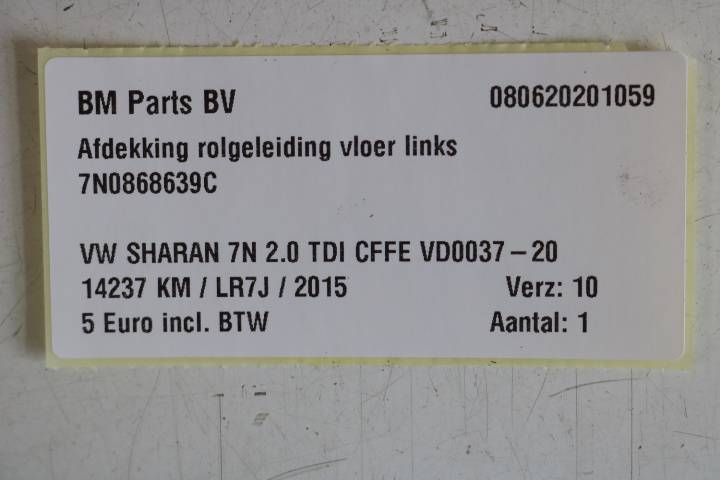 BM Parts BV 080620201059
Afdekking rolgeleiding vloer links
7N0868639C
VW SHARAN 7N 2.0 TDI CFFE VD0037-20
14237 KM / LR7J / 2015 Verz: 10
5 Euro incl. BTW Aantal: 1